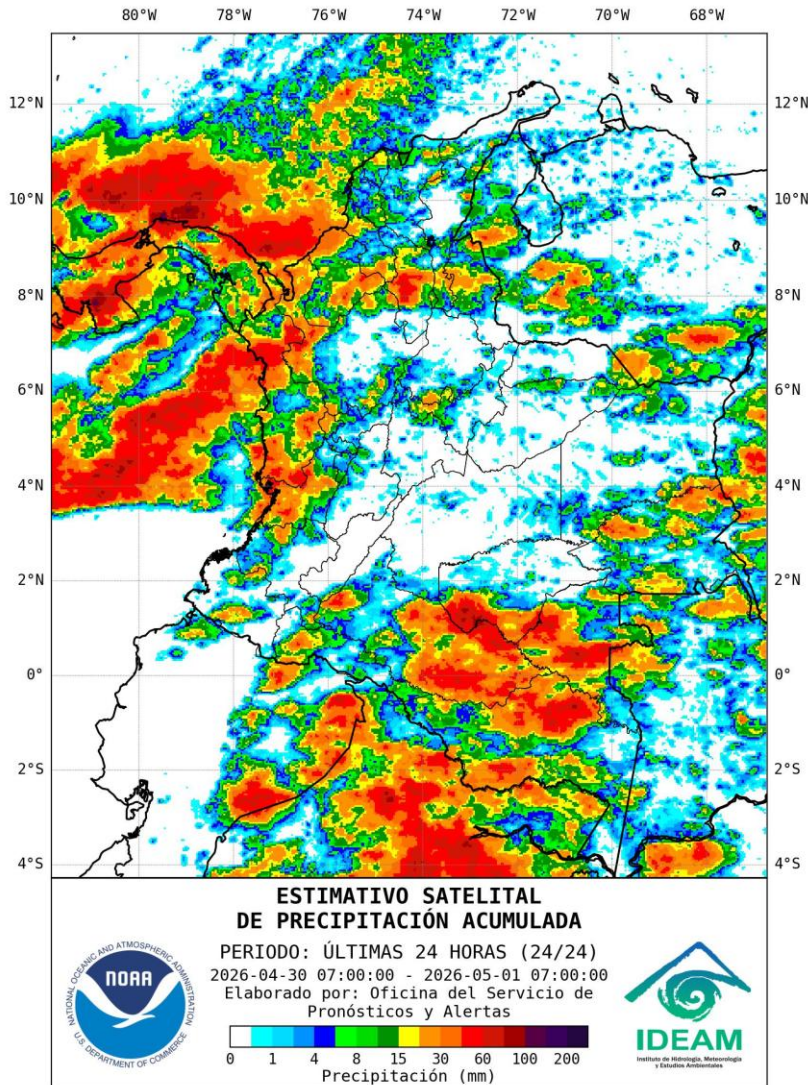 80°W 78°W 76°W 74°W 72°W 70°W 68°W
12°N 12°N
10°N 10°N
8°N 8°N
6°N 6°N
4°N 4°N
2°N 2°N
0° 0°
2°S 2°S
4°S 4°S
ESTIMATIVO SATELITAL
DE PRECIPITACIÓN ACUMULADA
PERIODO: ÚLTIMAS 24 HORAS (24/24)
2026-04-30 07:00:00 - 2026-05-01 07:00:00
Elaborado por: Oficina del Servicio de
Pronósticos y Alertas
0 1 4 8 15 30 60 100 200
Precipitación (mm)
NATIONAL OCEANIC AND ATMOSPHERIC ADMINISTRATION
NOAA
U.S. DEPARTMENT OF COMMERCE
IDEAM
Instituto de Hidrología, Meteorología
y Estudios Ambientales